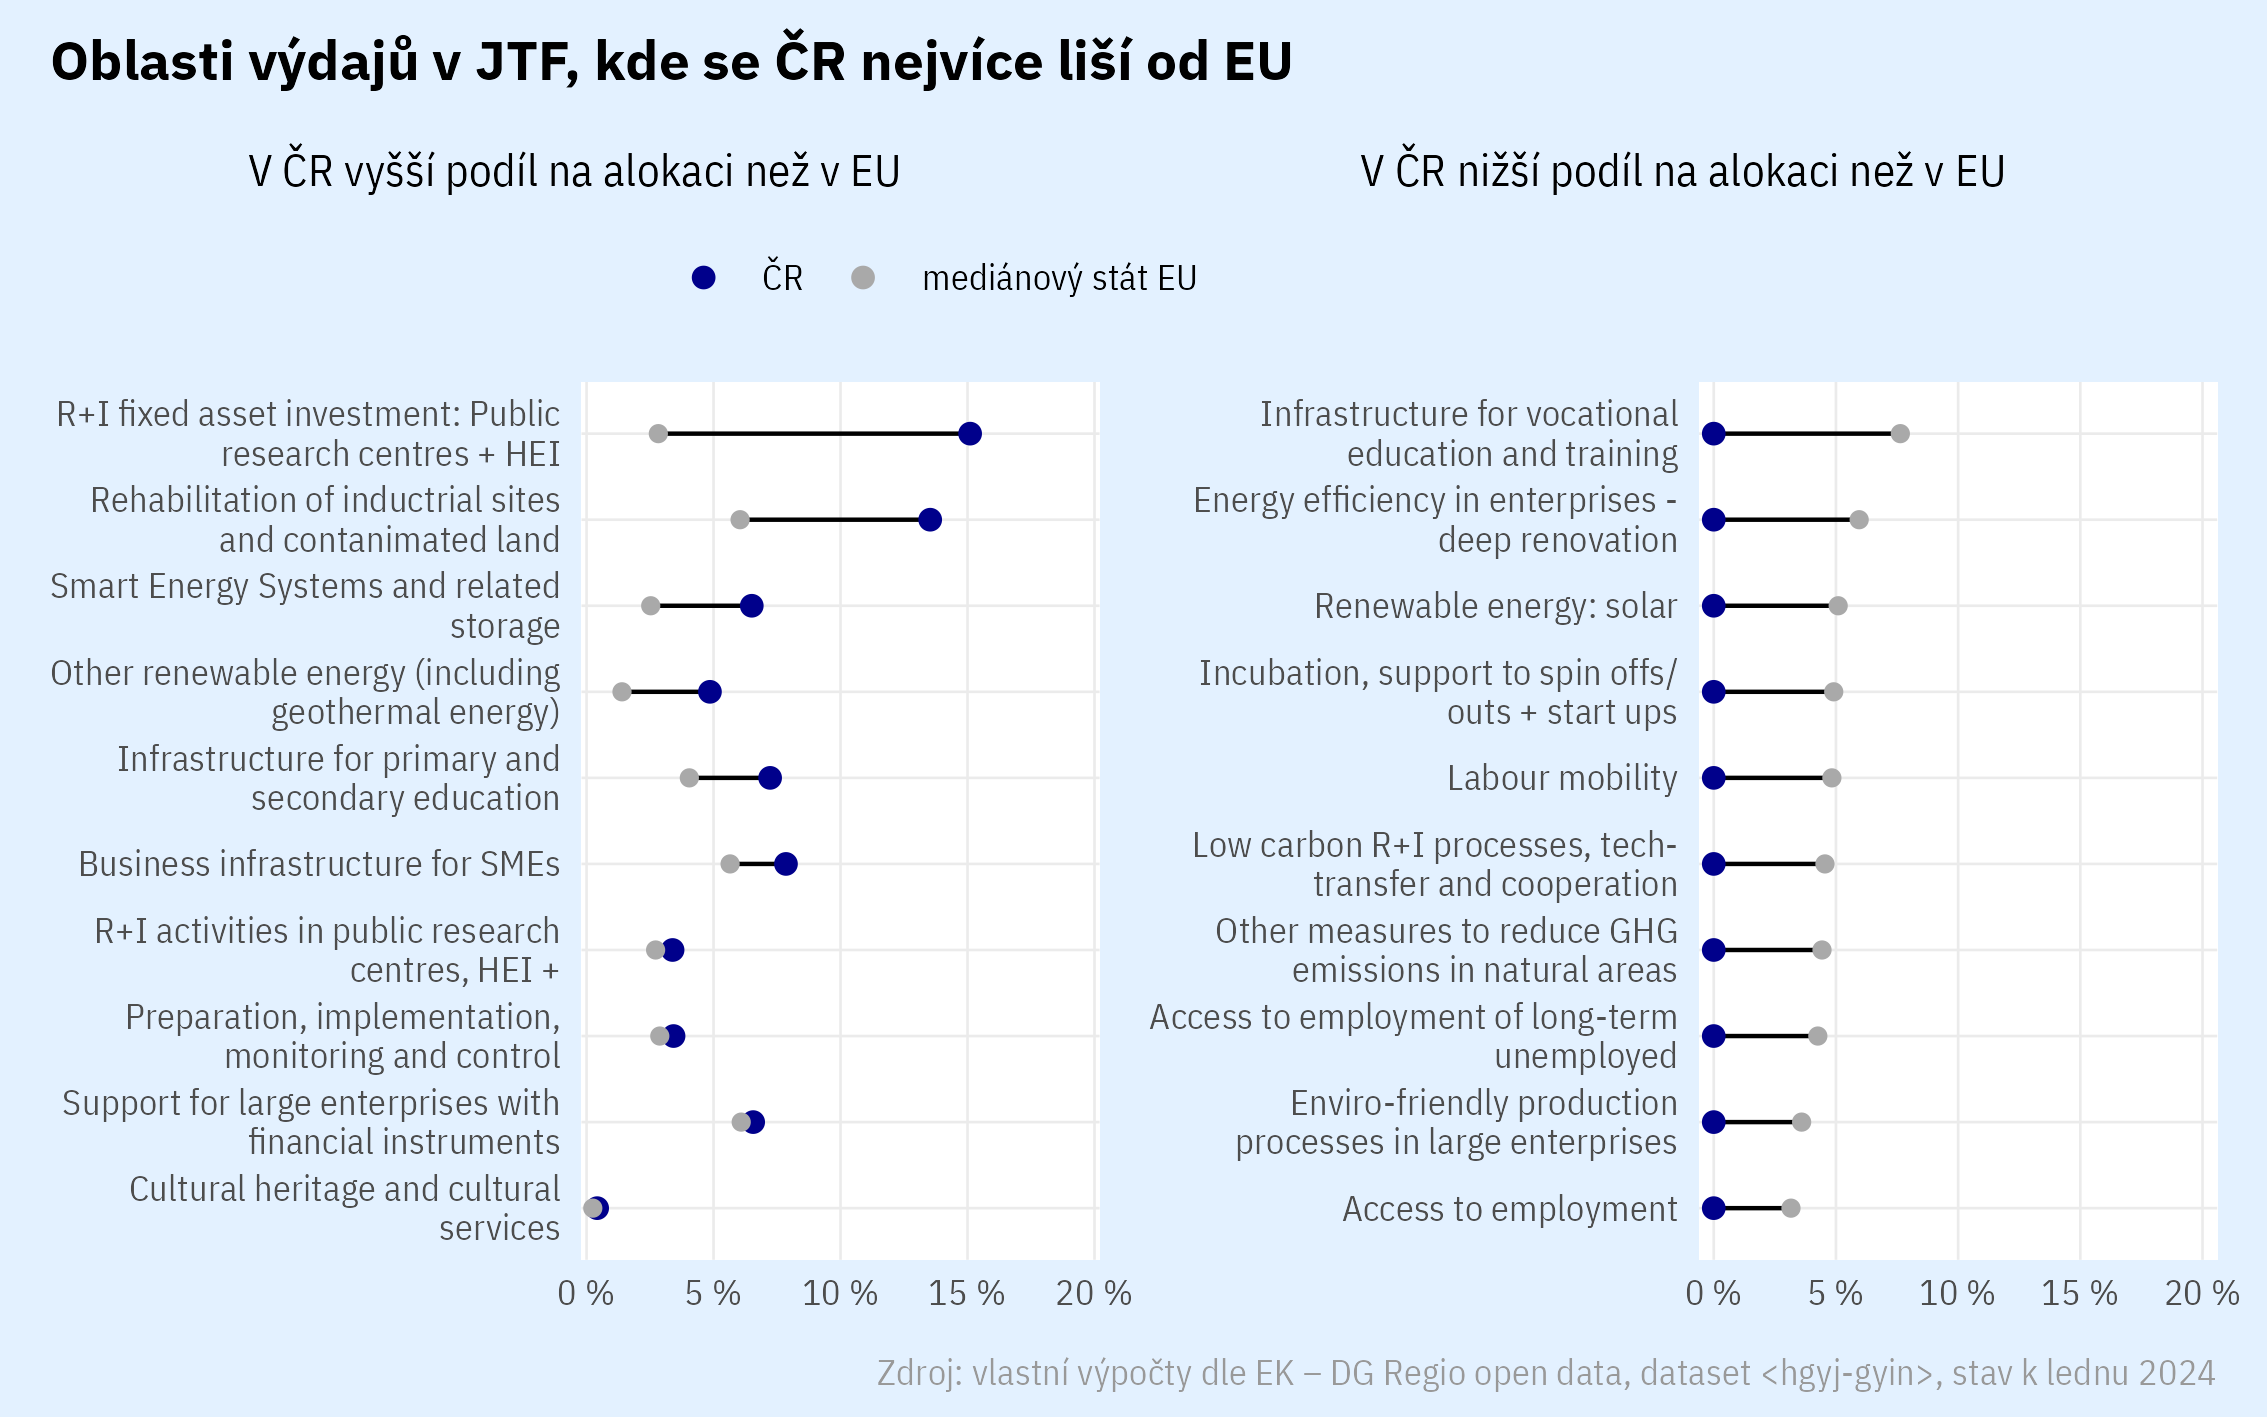 Oblasti výdajů v JTF, kde se ČR nejvíce liší od EU
V ČR vyšší podíl na alokaci než v EU
V ČR nižší podíl na alokaci než v EU
ČR
mediánový stát EU
R+I fixed asset investment: Public
research centres + HEI
Rehabilitation of inductrial sites
and contanimated land
Smart Energy Systems and related
storage
Other renewable energy (including
geothermal energy)
Infrastructure for primary and
secondary education
Business infrastructure for SMEs
R+I activities in public research
centres, HEI +
Preparation, implementation,
monitoring and control
Support for large enterprises with
financial instruments
Cultural heritage and cultural
services
0 %
5 %
10 %
15 %
20 %
Infrastructure for vocational
education and training
Energy efficiency in enterprises -
deep renovation
Renewable energy: solar
Incubation, support to spin offs/
outs + start ups
Labour mobility
Low carbon R+I processes, tech-
transfer and cooperation
Other measures to reduce GHG
emissions in natural areas
Access to employment of long-term
unemployed
Enviro-friendly production
processes in large enterprises
Access to employment
0 %
5 %
10 %
15 %
20 %
Zdroj: vlastní výpočty dle EK – DG Regio open data, dataset <hgyj-gyin>, stav k lednu 2024